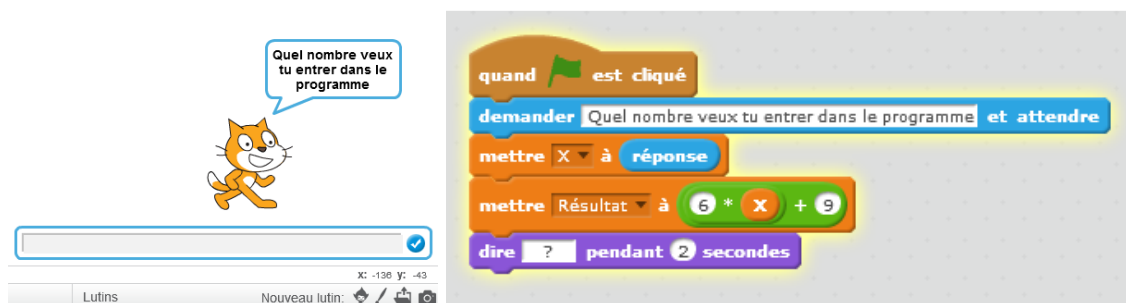 Quel nombre veux
tu entrer dans le
programme
x: -136 y: -43
Lutins
Nouveau lutin:
quand est cliqué
demander Quel nombre veux tu entrer dans le programme et attendre
mettre X à réponse
mettre Résultat à 6 * X + 9
dire ? pendant 2 secondes